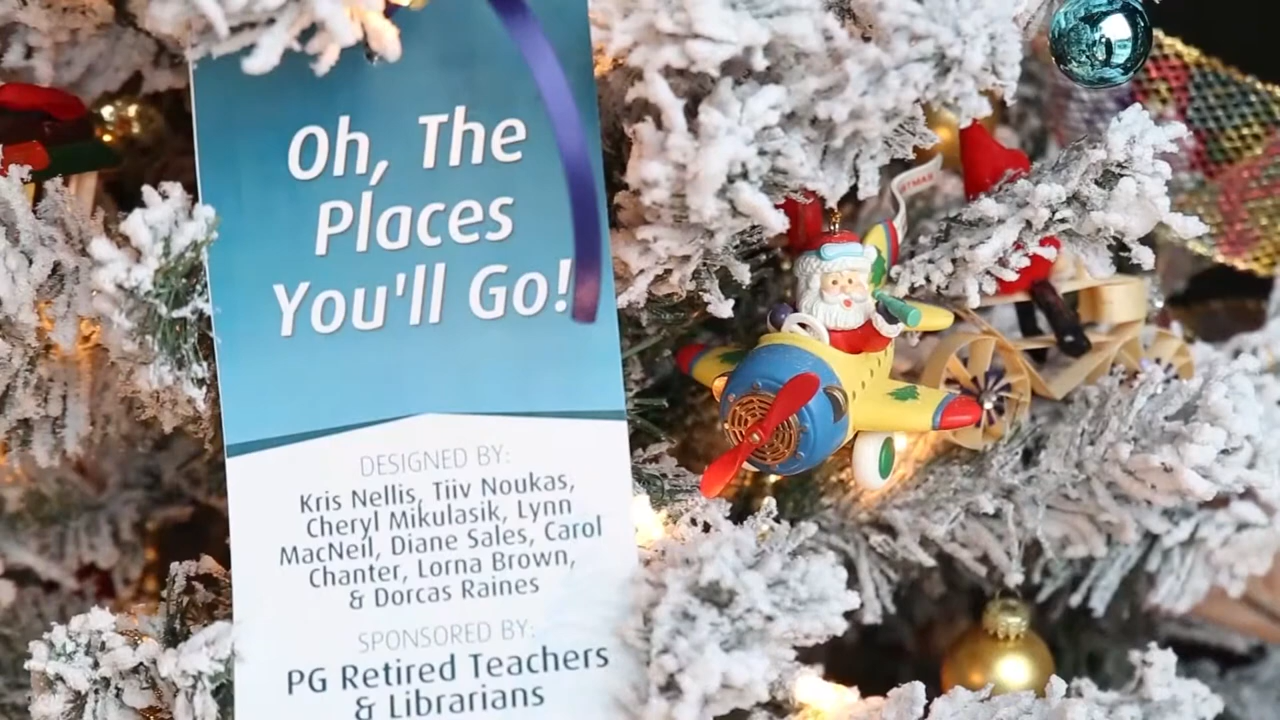 Oh, The
Places
You'll Go!
DESIGNED BY:
Kris Nellis, Tiiv Noukas,
Cheryl Mikulasik, Lynn
MacNeil, Diane Sales, Carol
Chanter, Lorna Brown,
& Dorcas Raines
SPONSORED BY:
PG Retired Teachers
& Librarians